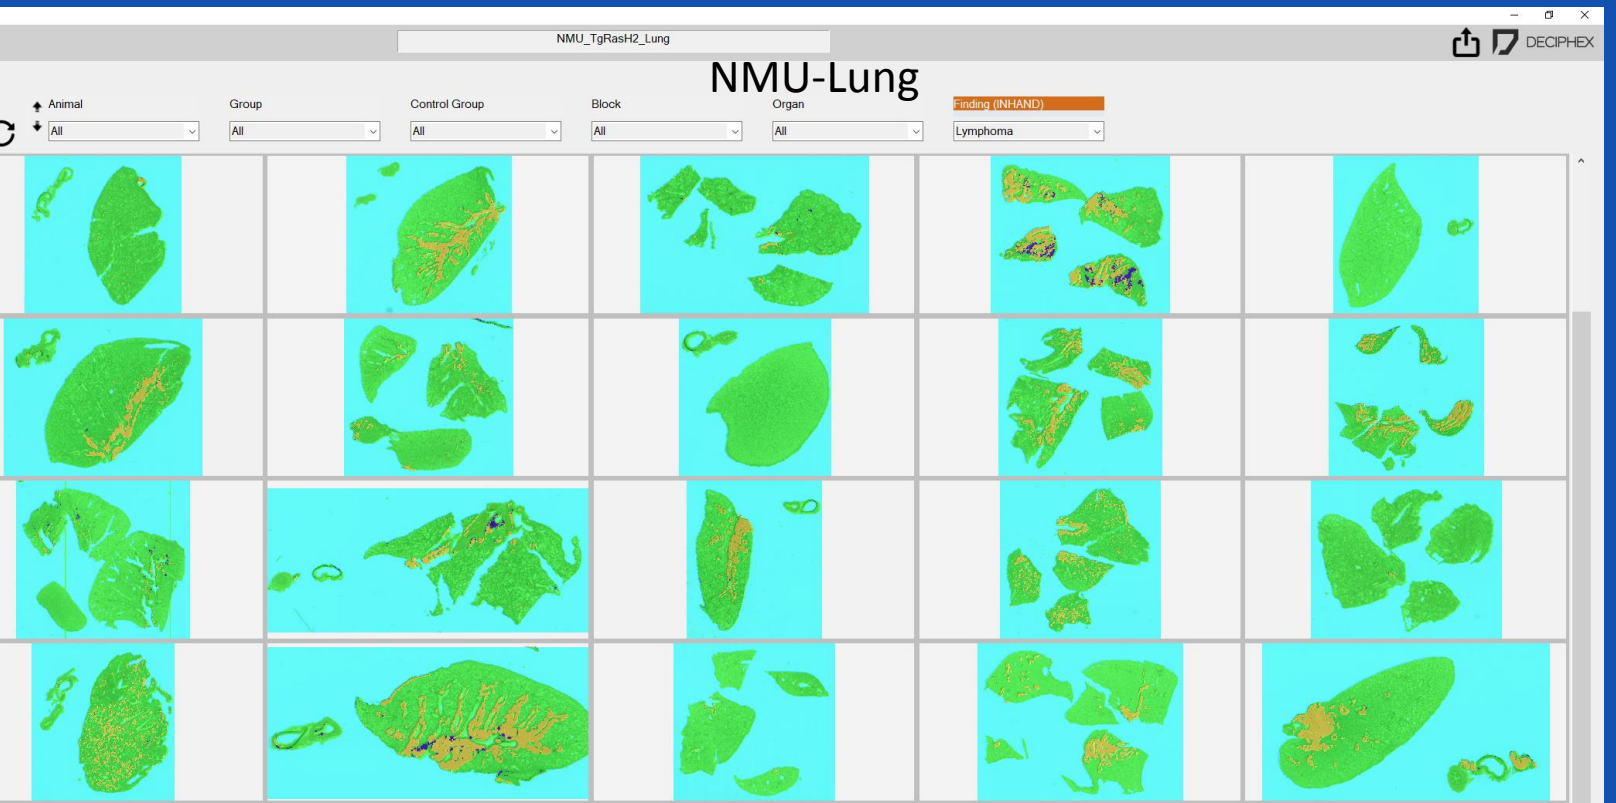 NMU_TgRasH2_Lung
DECIPHEX
NMU-Lung
Animal Group Control Group Block Organ Finding (INHAND)
All All All All All Lymphoma